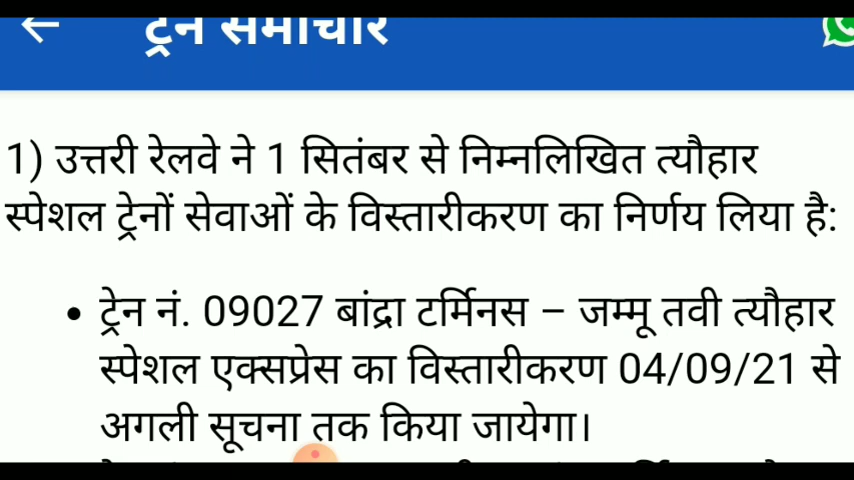 ट्रेन समाचार
1) उत्तरी रेलवे ने 1 सितंबर से निम्नलिखित त्यौहार
स्पेशल ट्रेनों सेवाओं के विस्तारीकरण का निर्णय लिया है:
• ट्रेन नं. 09027 बांद्रा टर्मिनस – जम्मू तवी त्यौहार
स्पेशल एक्सप्रेस का विस्तारीकरण 04/09/21 से
अगली सूचना तक किया जायेगा।